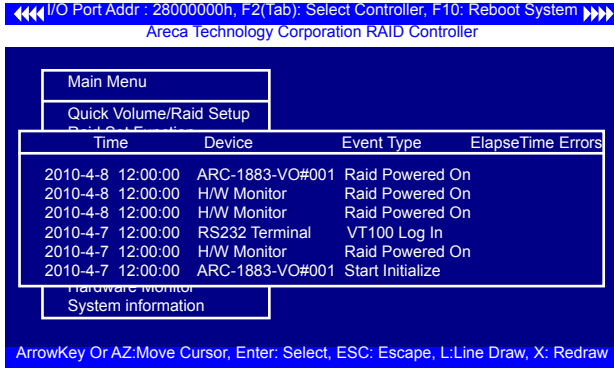 I/O Port Addr : 28000000h, F2(Tab): Select Controller, F10: Reboot System
Areca Technology Corporation RAID Controller
Main Menu
Quick Volume/Raid Setup
Raid Set Function
Time Device Event Type ElapseTime Errors
2010-4-8 12:00:00 ARC-1883-VO#001 Raid Powered On
2010-4-8 12:00:00 H/W Monitor Raid Powered On
2010-4-8 12:00:00 H/W Monitor Raid Powered On
2010-4-7 12:00:00 RS232 Terminal VT100 Log In
2010-4-7 12:00:00 H/W Monitor Raid Powered On
2010-4-7 12:00:00 ARC-1883-VO#001 Start Initialize
Hardware Monitor
System information
ArrowKey Or AZ:Move Cursor, Enter: Select, ESC: Escape, L:Line Draw, X: Redraw